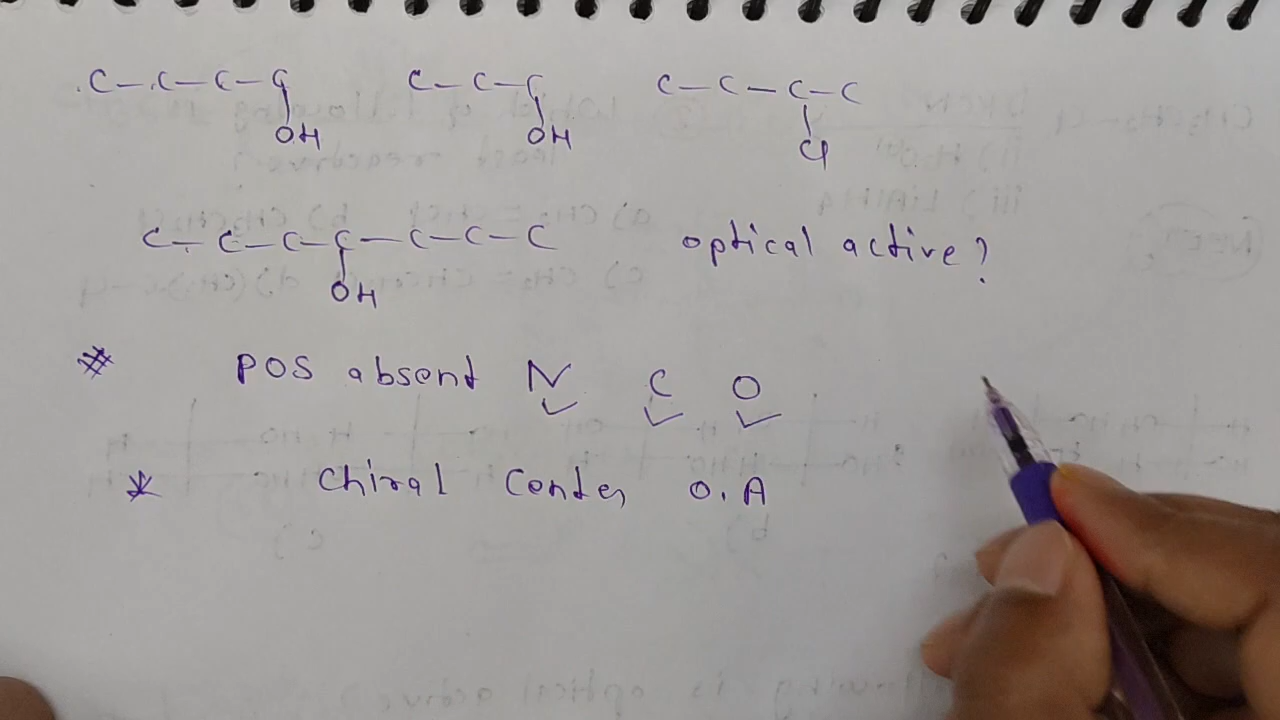 C-C-C-C C-C-C C-C-C-C
OH OH Cl
C-C-C-C-C-C-C optical active?
OH
# POS absent N C O
* Chiral Center O.A